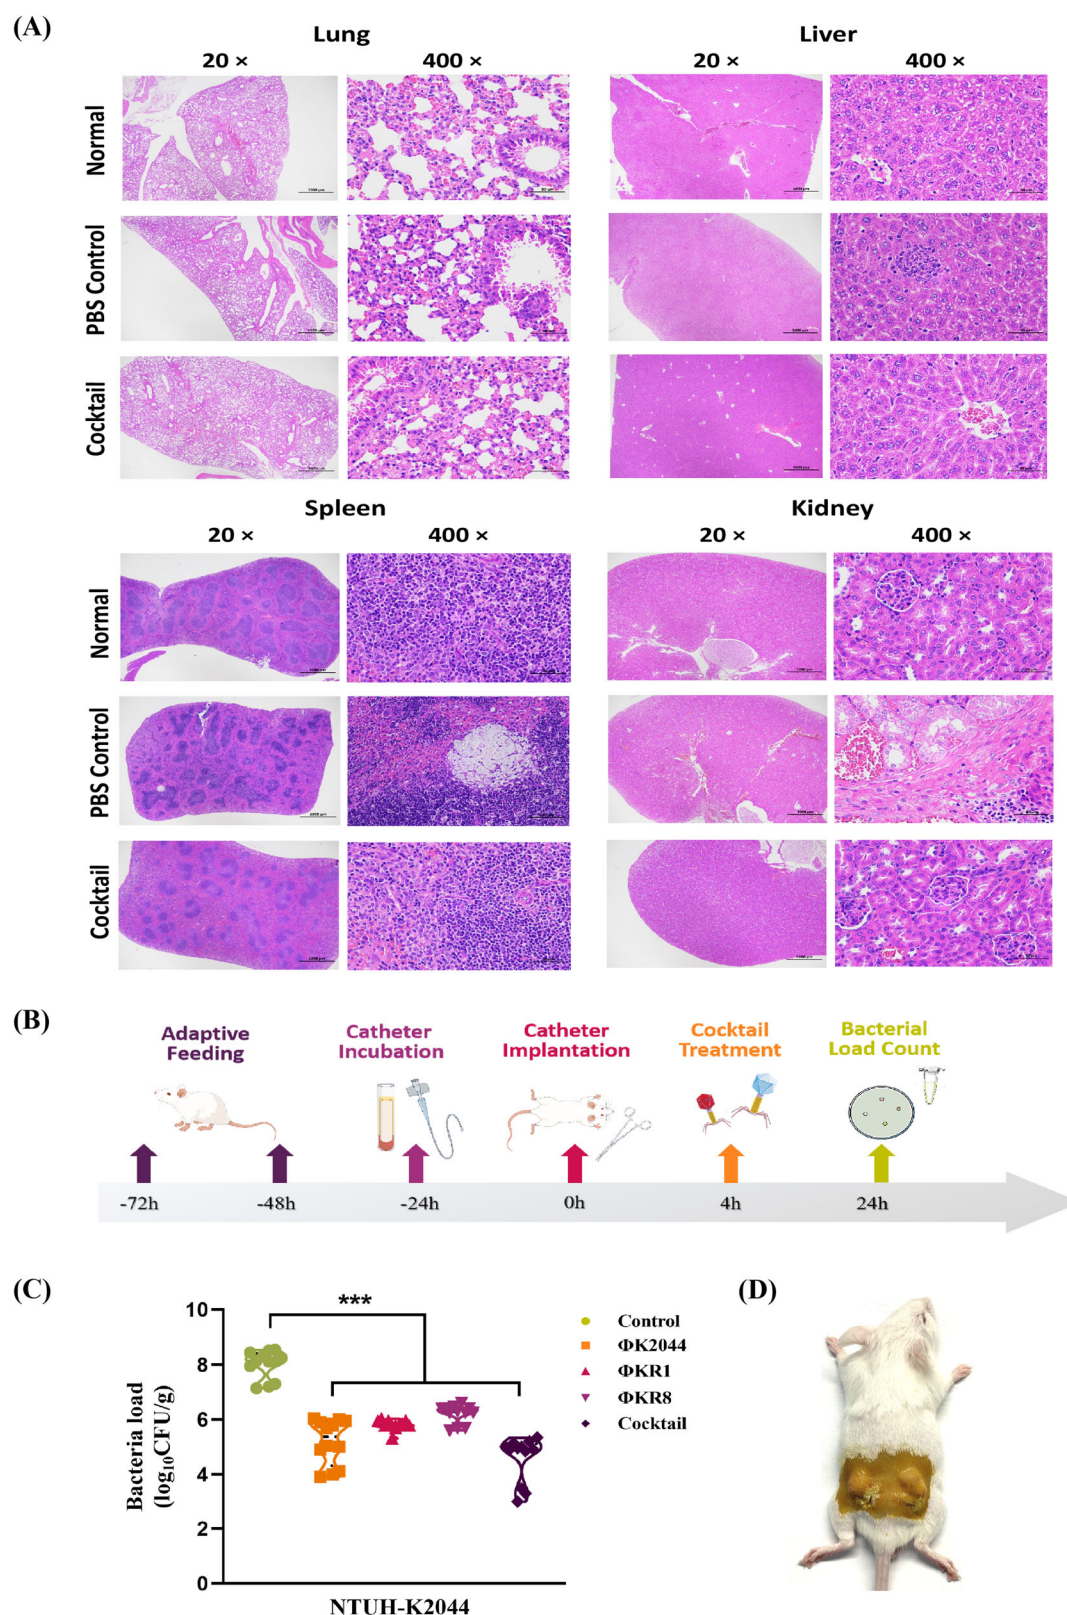 (A)
Lung
Liver
20 ×
400 ×
20 ×
400 ×
Normal
PBS Control
Cocktail
Spleen
Kidney
20 ×
400 ×
20 ×
400 ×
Normal
PBS Control
Cocktail
(B)
Adaptive
Feeding
Catheter
Incubation
Catheter
Implantation
Cocktail
Treatment
Bacterial
Load Count
-72h
-48h
-24h
0h
4h
24h
(C)
10
8
6
4
2
0
Bacteria load
(log₁₀CFU/g)
***
NTUH-K2044
Control
ΦK2044
ΦKR1
ΦKR8
Cocktail
(D)